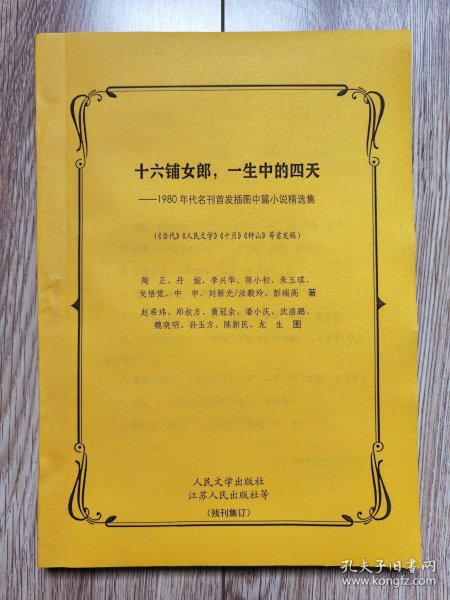 十六铺女郎，一生中的四天
——1980年代名刊首发插图中篇小说精选集
（《当代》《人民文学》《十月》《钟山》等首发稿）
陶 正、丹 娅、李兴华、陈小初、朱玉琪、
戈悟觉、中 申、刘新光/法毅玲、彭瑞高 著
赵希玮、郑叔方、黄冠余、潘小庆、沈浩鹏、
魏晓明、孙玉方、陈新民、龙 生 图
人民文学出版社
江苏人民出版社等
（残刊集订）
孔夫子旧书网
www.kongfz.com